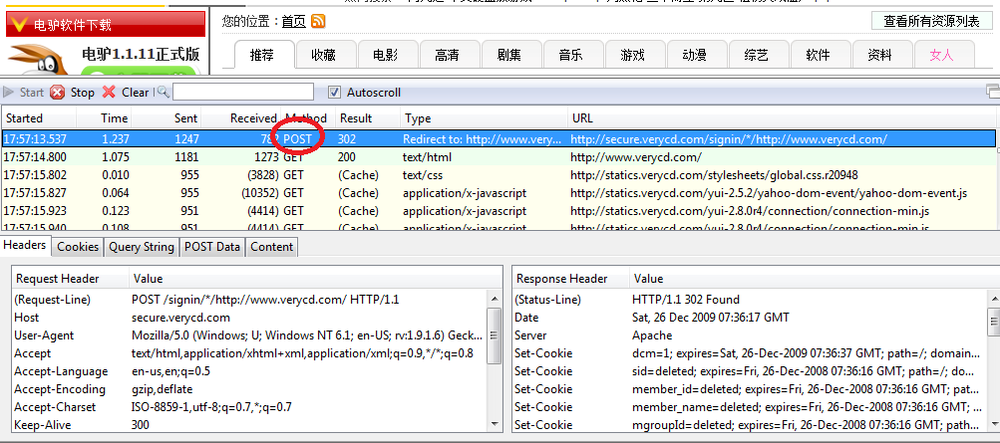 电驴软件下载
您的位置：首页
查看所有资源列表
电驴1.1.11正式版
推荐 收藏 电影 高清 剧集 音乐 游戏 动漫 综艺 软件 资料 女人
Start Stop Clear Autoscroll
Started Time Sent Received Method Result Type URL
17:57:13.537 1.237 1247 782 POST 302 Redirect to: http://www.very... http://secure.verycd.com/signin/*/http://www.verycd.com/
17:57:14.800 1.075 1181 1273 GET 200 text/html http://www.verycd.com/
17:57:15.802 0.010 955 (3828) GET (Cache) text/css http://statics.verycd.com/stylesheets/global.css.r20948
17:57:15.827 0.064 955 (10352) GET (Cache) application/x-javascript http://statics.verycd.com/yui-2.5.2/yahoo-dom-event/yahoo-dom-event.js
17:57:15.923 0.123 951 (4414) GET (Cache) application/x-javascript http://statics.verycd.com/yui-2.8.0r4/connection/connection-min.js
17:57:15.940 0.108 951 (4414) GET (Cache) application/x-javascript http://statics.verycd.com/yui-2.8.0r4/connection/connection-min.js
Headers Cookies Query String POST Data Content
Request Header Value
(Request-Line) POST /signin/*/http://www.verycd.com/ HTTP/1.1
Host secure.verycd.com
User-Agent Mozilla/5.0 (Windows; U; Windows NT 6.1; en-US; rv:1.9.1.6) Geck...
Accept text/html,application/xhtml+xml,application/xml;q=0.9,*/*;q=0.8
Accept-Language en-us,en;q=0.5
Accept-Encoding gzip,deflate
Accept-Charset ISO-8859-1,utf-8;q=0.7,*;q=0.7
Keep-Alive 300
Response Header Value
(Status-Line) HTTP/1.1 302 Found
Date Sat, 26 Dec 2009 07:36:17 GMT
Server Apache
Set-Cookie dcm=1; expires=Sat, 26-Dec-2009 07:36:37 GMT; path=/; domain...
Set-Cookie sid=deleted; expires=Fri, 26-Dec-2008 07:36:16 GMT; path=/; d...
Set-Cookie member_id=deleted; expires=Fri, 26-Dec-2008 07:36:16 GMT; pat...
Set-Cookie member_name=deleted; expires=Fri, 26-Dec-2008 07:36:16 GMT; ...
Set-Cookie mgroupId=deleted; expires=Fri, 26-Dec-2008 07:36:16 GMT; pat...